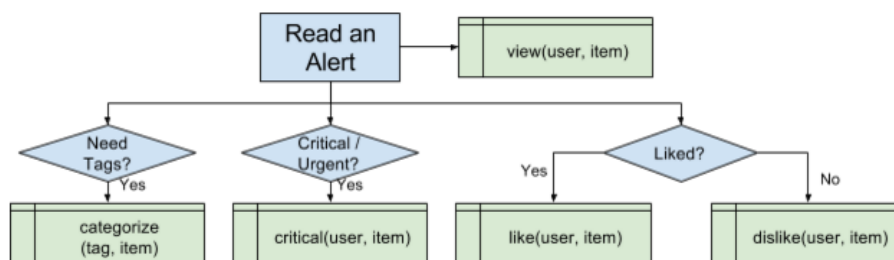 Read an
Alert
view(user, item)
Need
Tags?
Critical /
Urgent?
Liked?
Yes
Yes
Yes
No
categorize
(tag, item)
critical(user, item)
like(user, item)
dislike(user, item)